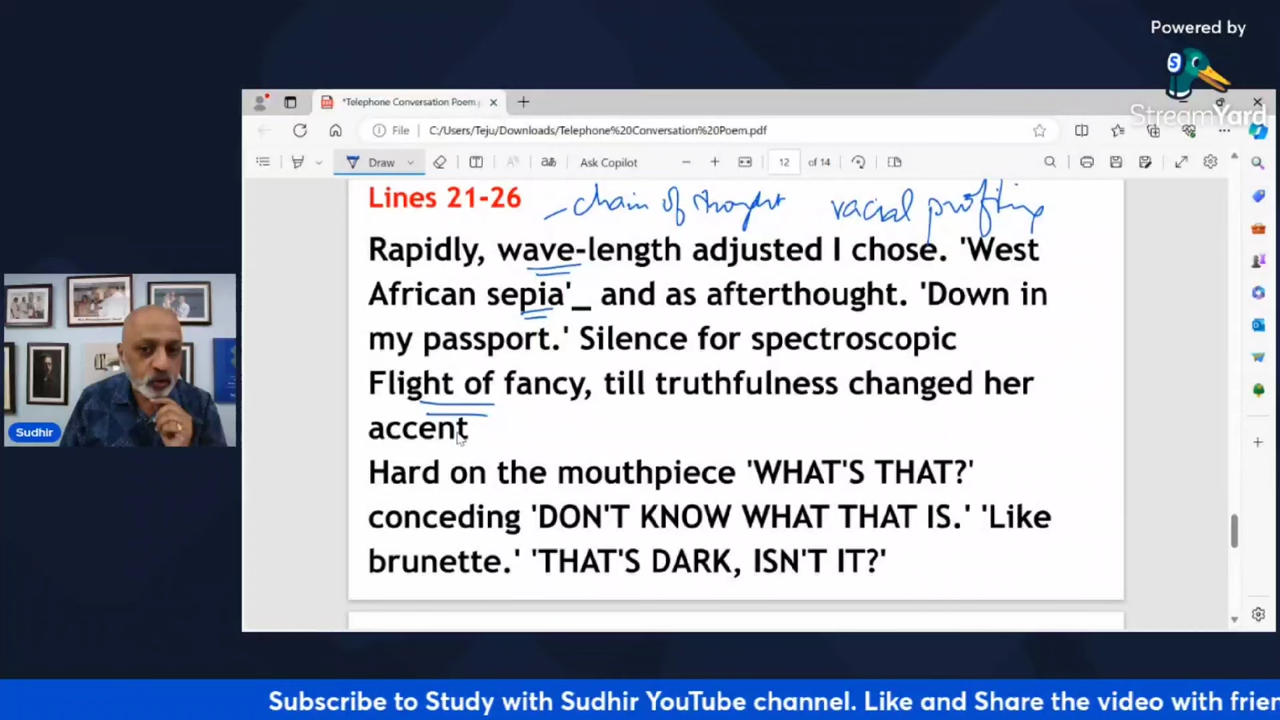 Powered by
StreamYard
*Telephone Conversation Poem.p
File
C:/Users/Teju/Downloads/Telephone%20Conversation%20Poem.pdf
Draw
Ask Copilot
12
of 14
Lines 21-26
chain of thought racial profiling
Rapidly, wave-length adjusted I chose. 'West
African sepia'_ and as afterthought. 'Down in
my passport.' Silence for spectroscopic
Flight of fancy, till truthfulness changed her
accent
Hard on the mouthpiece 'WHAT'S THAT?'
conceding 'DON'T KNOW WHAT THAT IS.' 'Like
brunette.' 'THAT'S DARK, ISN'T IT?'
Sudhir
Subscribe to Study with Sudhir YouTube channel. Like and Share the video with frien